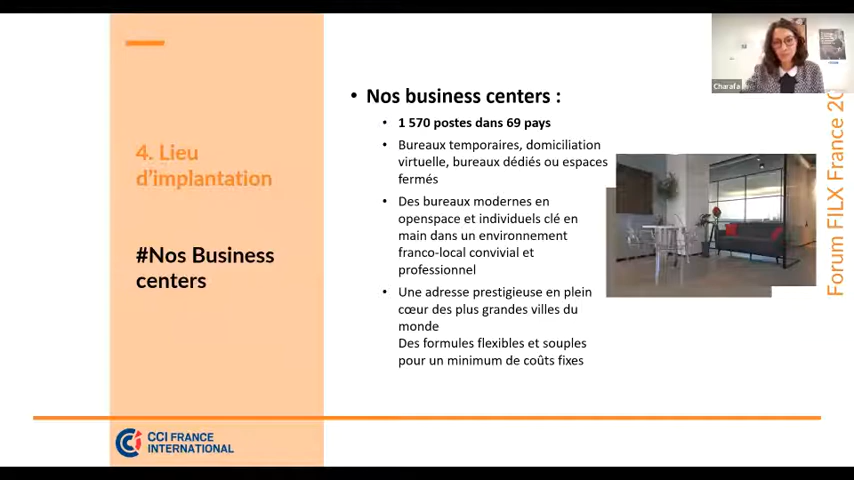 4. Lieu
d'implantation
#Nos Business
centers
• Nos business centers :
• 1 570 postes dans 69 pays
• Bureaux temporaires, domiciliation
virtuelle, bureaux dédiés ou espaces
fermés
• Des bureaux modernes en
openspace et individuels clé en
main dans un environnement
franco-local convivial et
professionnel
• Une adresse prestigieuse en plein
cœur des plus grandes villes du
monde
Des formules flexibles et souples
pour un minimum de coûts fixes
Charafa
Forum FILX France 20
CCI FRANCE
INTERNATIONAL